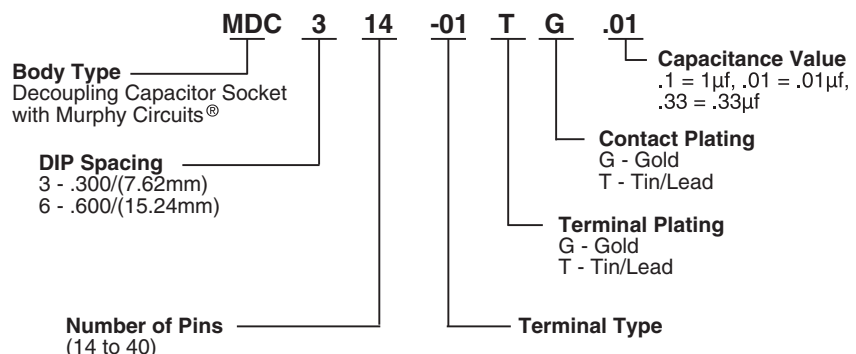 MDC 3 14 -01 T G .01
Body Type
Decoupling Capacitor Socket
with Murphy Circuits®
DIP Spacing
3 - .300/(7.62mm)
6 - .600/(15.24mm)
Number of Pins
(14 to 40)
Capacitance Value
.1 = 1µf, .01 = .01µf,
.33 = .33µf
Contact Plating
G - Gold
T - Tin/Lead
Terminal Plating
G - Gold
T - Tin/Lead
Terminal Type